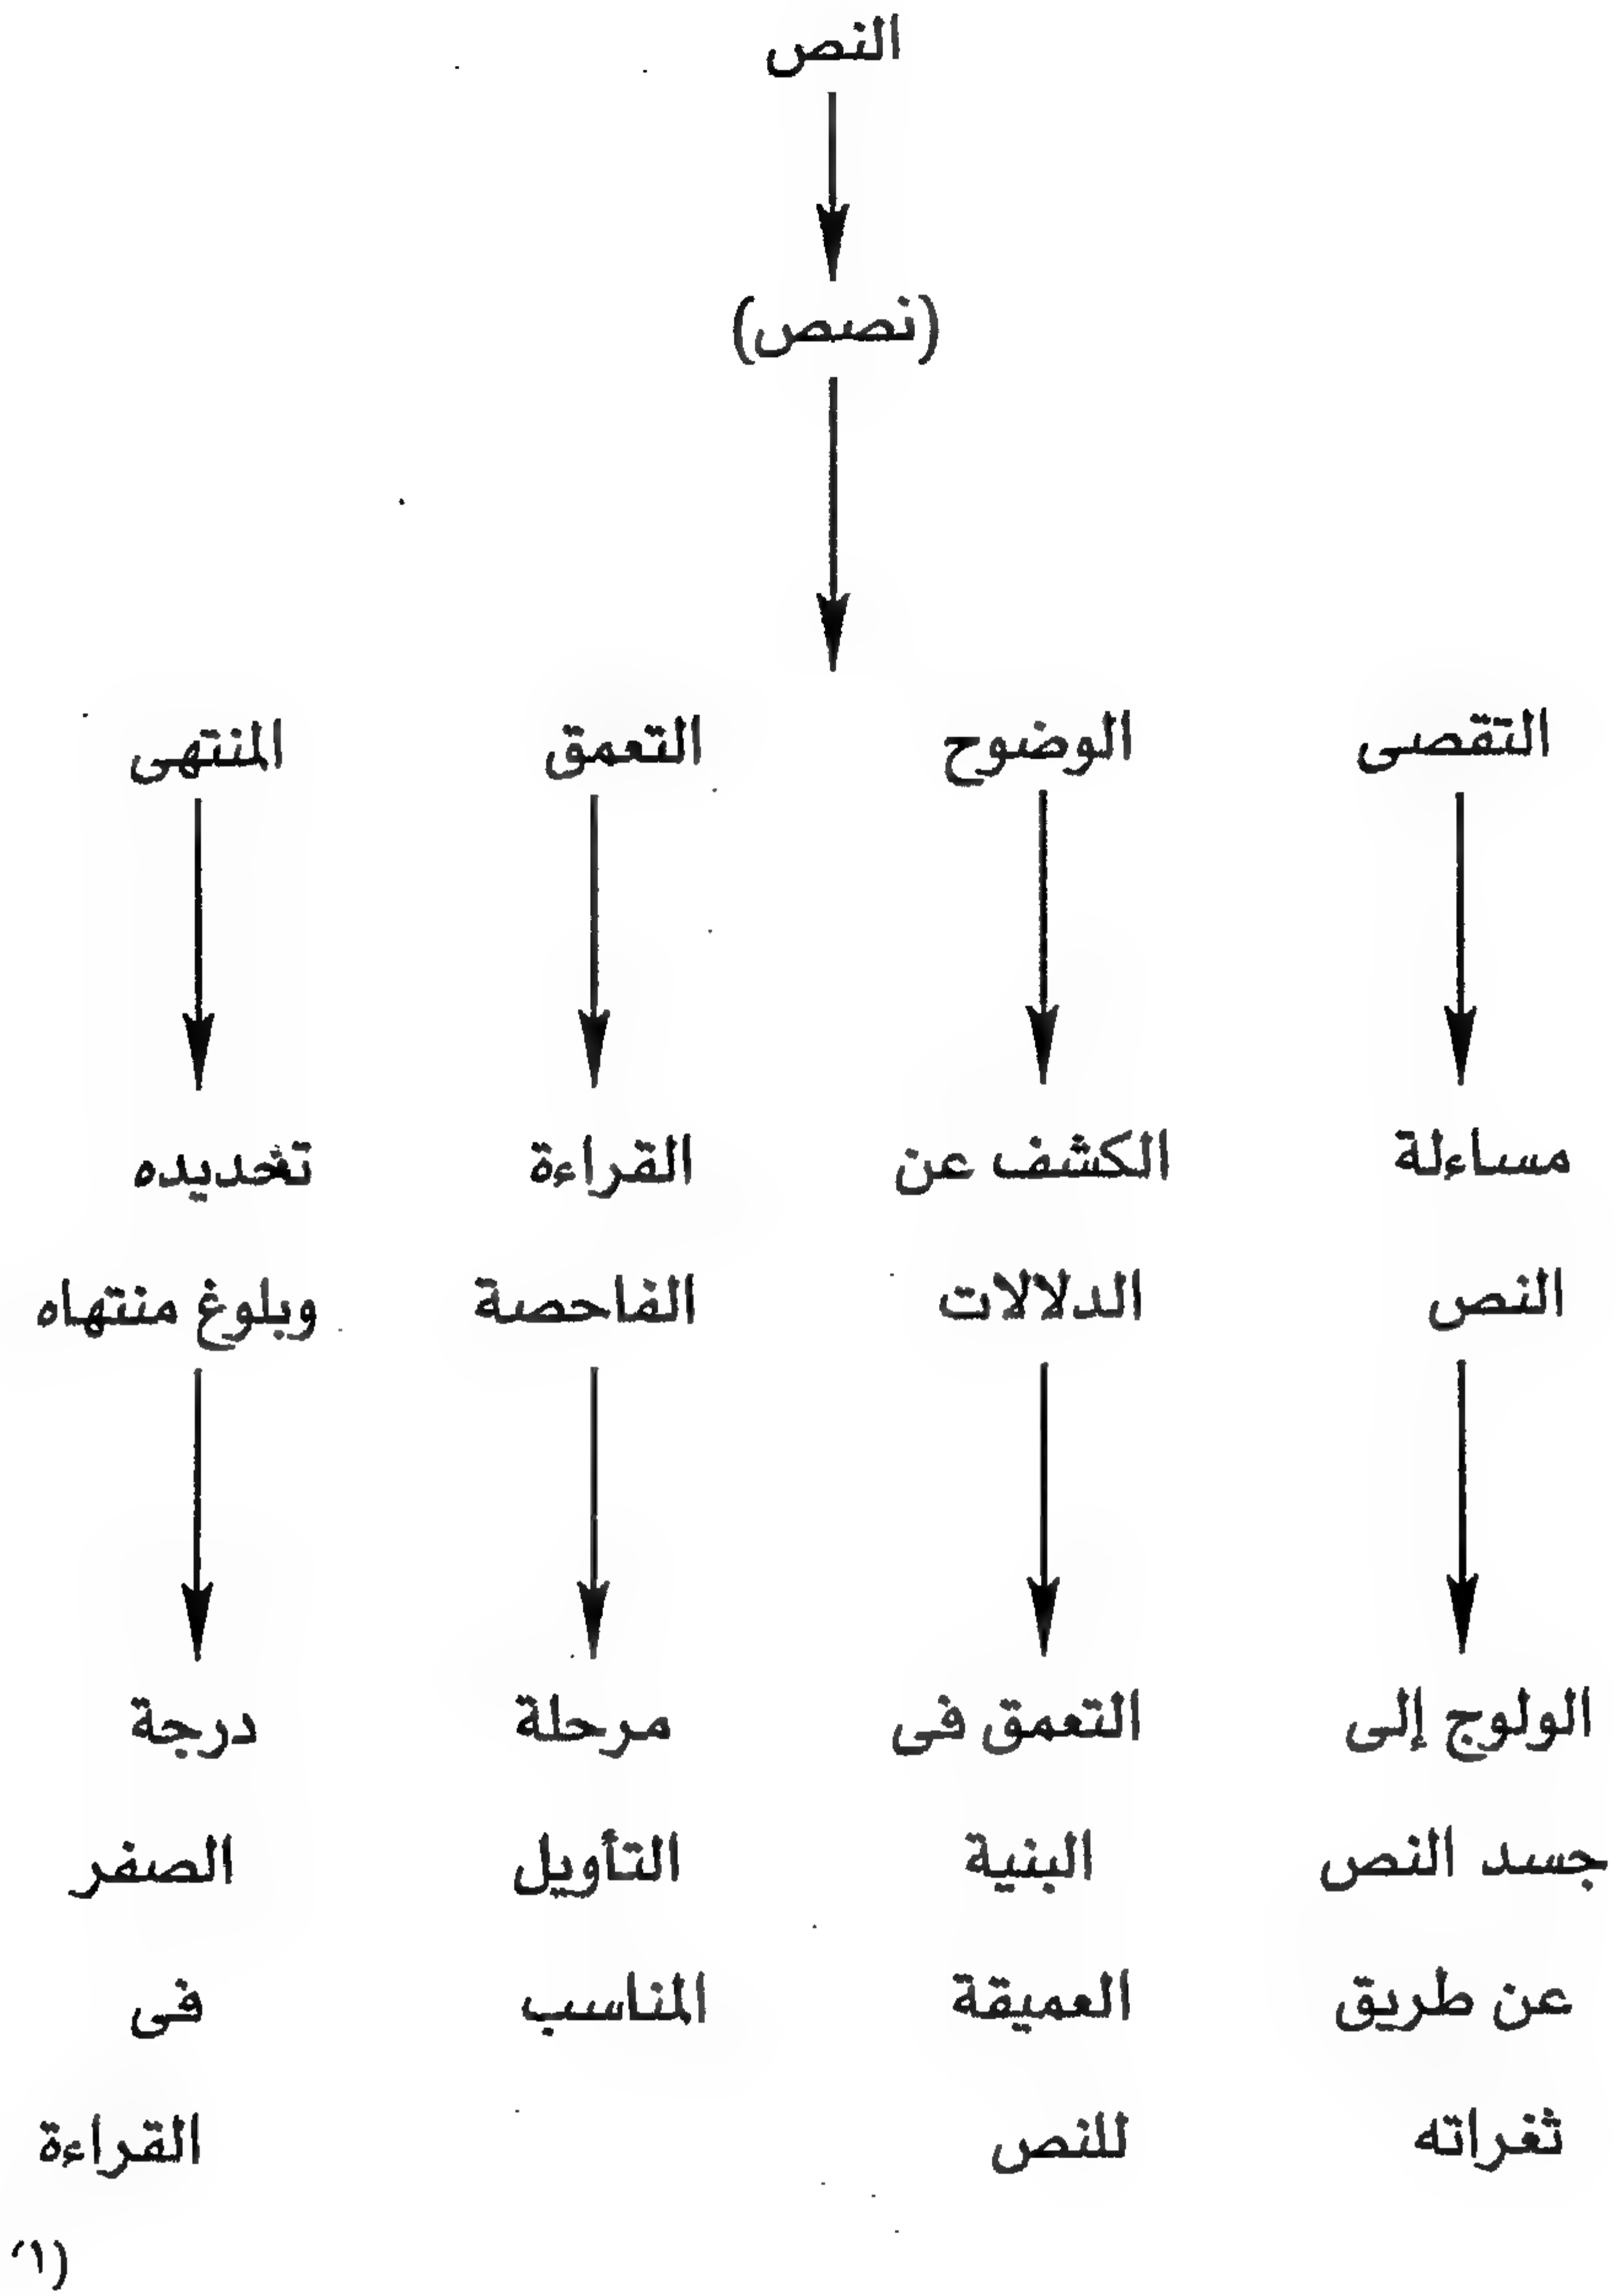 النص
(نصص)
التقصى
الوضوح
التعمق
المنتهى
مساءلة
النص
الكشف عن
الدلالات
القراءة
الفاحصة
تحديده
وبلوغ منتهاه
الولوج إلى
جسد النص
عن طريق
ثغراته
التعمق فى
البنية
العميقة
للنص
مرحلة
التأويل
المناسب
درجة
الصفر
فى
القراءة